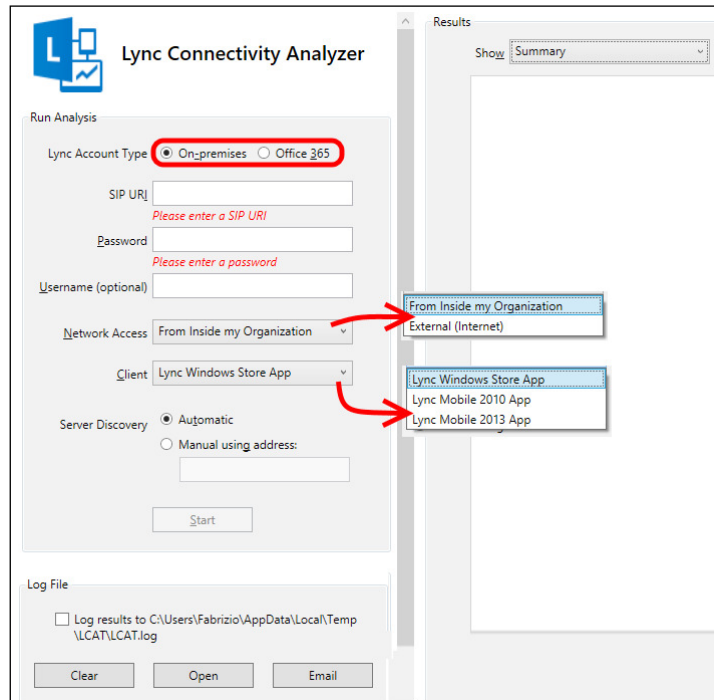 L
Lync Connectivity Analyzer
Run Analysis
Lync Account Type
On-premises
Office 365
SIP URI
Please enter a SIP URI
Password
Please enter a password
Username (optional)
Network Access
From Inside my Organization
Client
Lync Windows Store App
Server Discovery
Automatic
Manual using address:
Start
Log File
Log results to C:\Users\Fabrizio\AppData\Local\Temp
\LCAT\LCAT.log
Clear
Open
Email
Results
Show
Summary
From Inside my Organization
External (Internet)
Lync Windows Store App
Lync Mobile 2010 App
Lync Mobile 2013 App